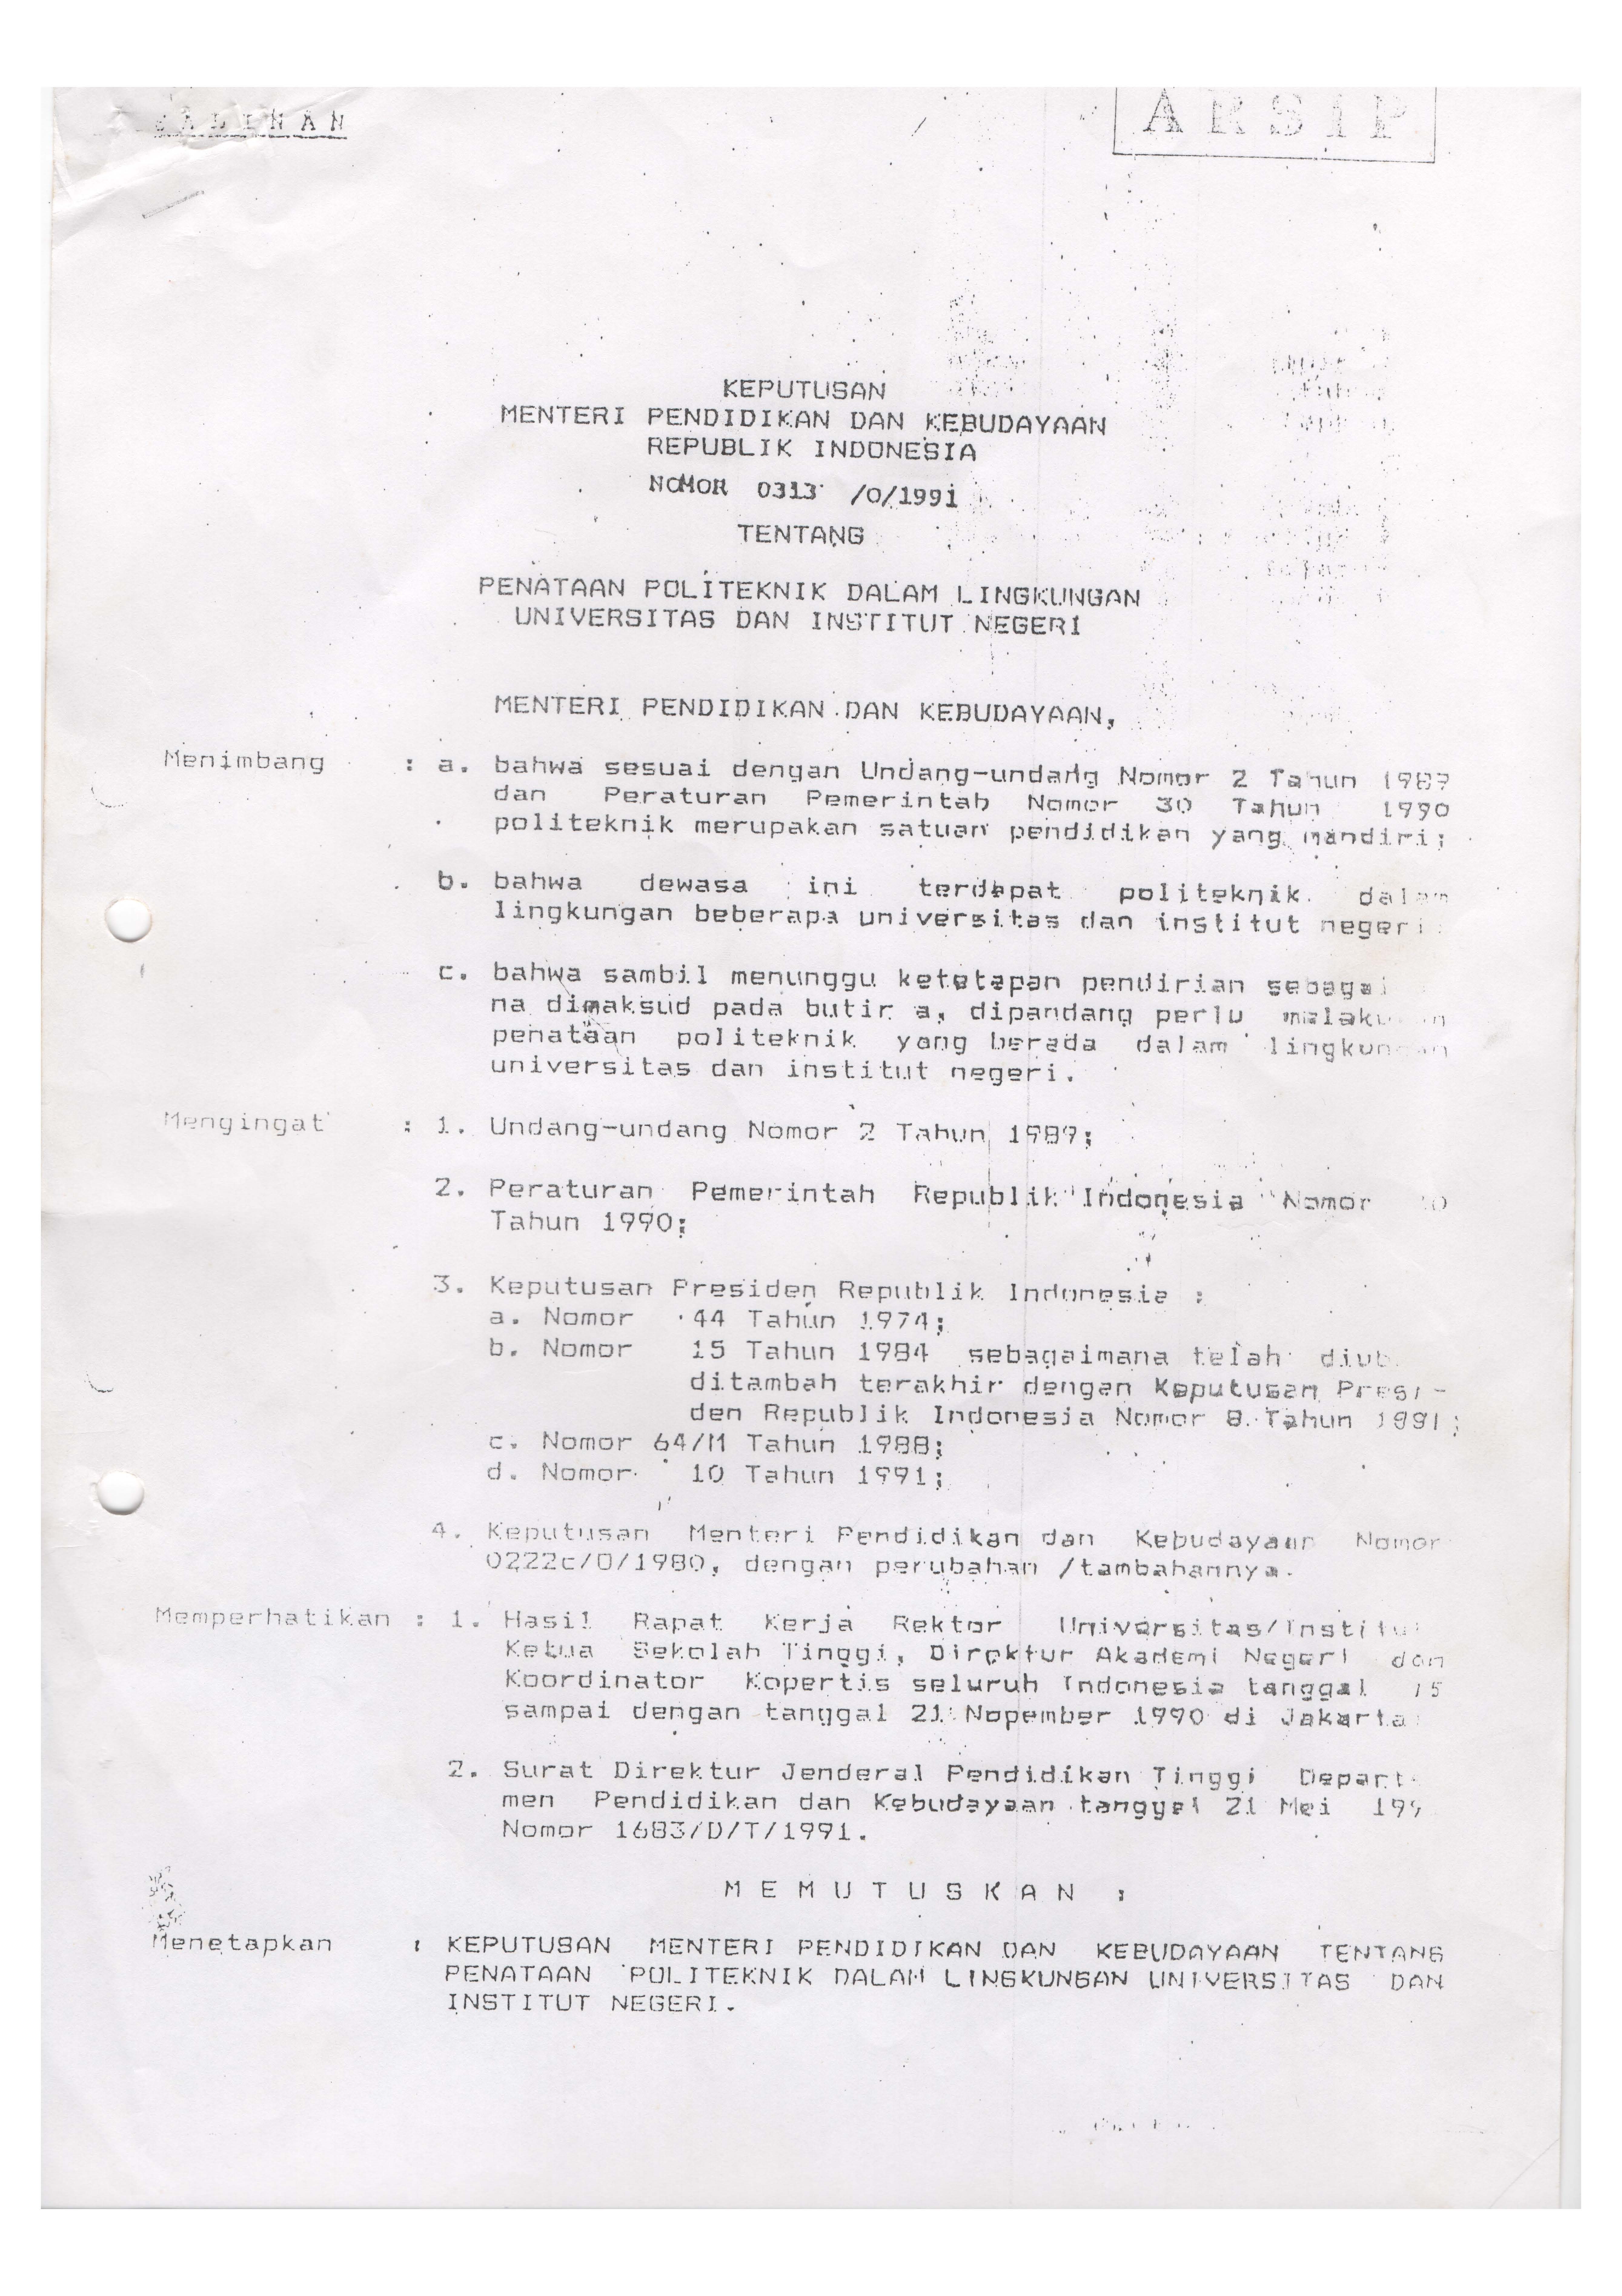 ARSIP
KEPUTUSAN
MENTERI PENDIDIKAN DAN KEBUDAYAAN
REPUBLIK INDONESIA
NOMOR 0313 /O/1991
TENTANG
PENATAAN POLITEKNIK DALAM LINGKUNGAN
UNIVERSITAS DAN INSTITUT NEGERI
MENTERI PENDIDIKAN DAN KEBUDAYAAN,
Menimbang : a. bahwa sesuai dengan Undang-undang Nomor 2 Tahun 1989
dan Peraturan Pemerintah Nomor 30 Tahun 1990
politeknik merupakan satuan pendidikan yang mandiri;
b. bahwa dewasa ini terdapat politeknik dalam
lingkungan beberapa universitas dan institut negeri
c. bahwa sambil menunggu ketetapan pendirian sebagai
na dimaksud pada butir a, dipandang perlu
penataan politeknik yang berada dalam lingkungan
universitas dan institut negeri.
Mengingat : 1. Undang-undang Nomor 2 Tahun 1989;
2. Peraturan Pemerintah Republik Indonesia Nomor
Tahun 1990;
3. Keputusan Presiden Republik Indonesia :
a. Nomor 44 Tahun 1974;
b. Nomor 15 Tahun 1984 sebagaimana telah
ditambah terakhir dengan Keputusan Presi-
den Republik Indonesia Nomor 8 Tahun 1991;
c. Nomor 64/M Tahun 1988;
d. Nomor 10 Tahun 1991;
4. Keputusan Menteri Pendidikan dan Kebudayaan Nomor
0222c/O/1980, dengan perubahan /tambahannya.
Memperhatikan : 1. Hasil Rapat Kerja Rektor Universitas/Institut
Ketua Sekolah Tinggi, Direktur Akademi Negeri dan
Koordinator Kopertis seluruh Indonesia tanggal 15
sampai dengan tanggal 21 Nopember 1990 di Jakarta
2. Surat Direktur Jenderal Pendidikan Tinggi Depart
men Pendidikan dan Kebudayaan tanggal 21 Mei
Nomor 1683/D/T/1991.
M E M U T U S K A N :
Menetapkan : KEPUTUSAN MENTERI PENDIDIKAN DAN KEBUDAYAAN TENTANG
PENATAAN POLITEKNIK DALAM LINGKUNGAN UNIVERSITAS DAN
INSTITUT NEGERI.